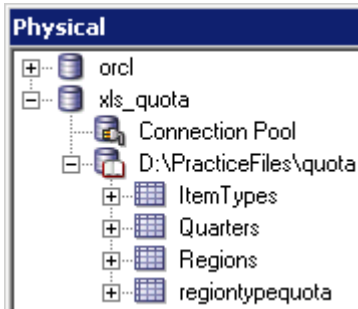 Physical
orcl
xls_quota
Connection Pool
D:\PracticeFiles\quota
ItemTypes
Quarters
Regions
regiontypequota